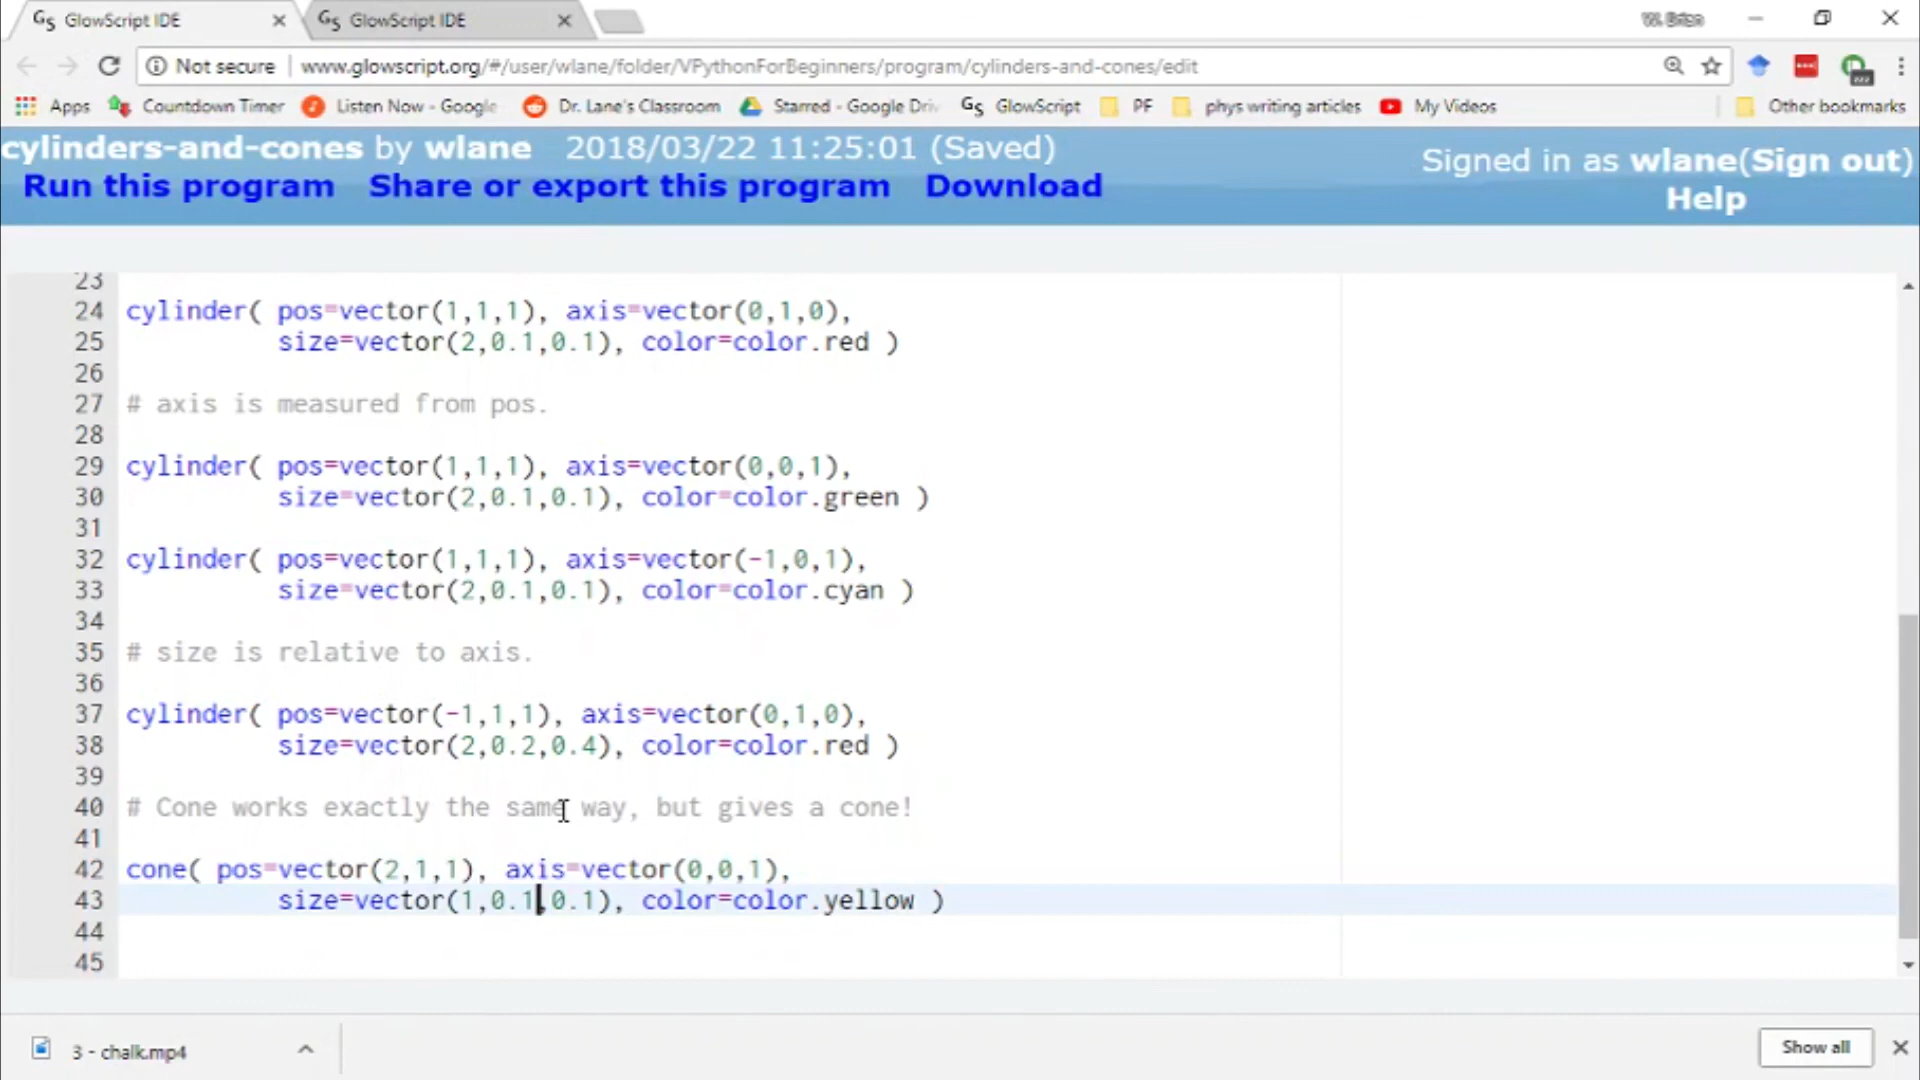 GlowScript IDE
GlowScript IDE
W. Brian
Not secure www.glowscript.org/#/user/wlane/folder/VPythonForBeginners/program/cylinders-and-cones/edit
Apps Countdown Timer Listen Now - Google Dr. Lane's Classroom Starred - Google Driv GlowScript PF phys writing articles My Videos Other bookmarks
cylinders-and-cones by wlane 2018/03/22 11:25:01 (Saved)
Signed in as wlane(Sign out)
Run this program Share or export this program Download
Help
23
24 cylinder( pos=vector(1,1,1), axis=vector(0,1,0),
25 size=vector(2,0.1,0.1), color=color.red )
26
27 # axis is measured from pos.
28
29 cylinder( pos=vector(1,1,1), axis=vector(0,0,1),
30 size=vector(2,0.1,0.1), color=color.green )
31
32 cylinder( pos=vector(1,1,1), axis=vector(-1,0,1),
33 size=vector(2,0.1,0.1), color=color.cyan )
34
35 # size is relative to axis.
36
37 cylinder( pos=vector(-1,1,1), axis=vector(0,1,0),
38 size=vector(2,0.2,0.4), color=color.red )
39
40 # Cone works exactly the same way, but gives a cone!
41
42 cone( pos=vector(2,1,1), axis=vector(0,0,1),
43 size=vector(1,0.1,0.1), color=color.yellow )
44
45
3 - chalk.mp4
Show all